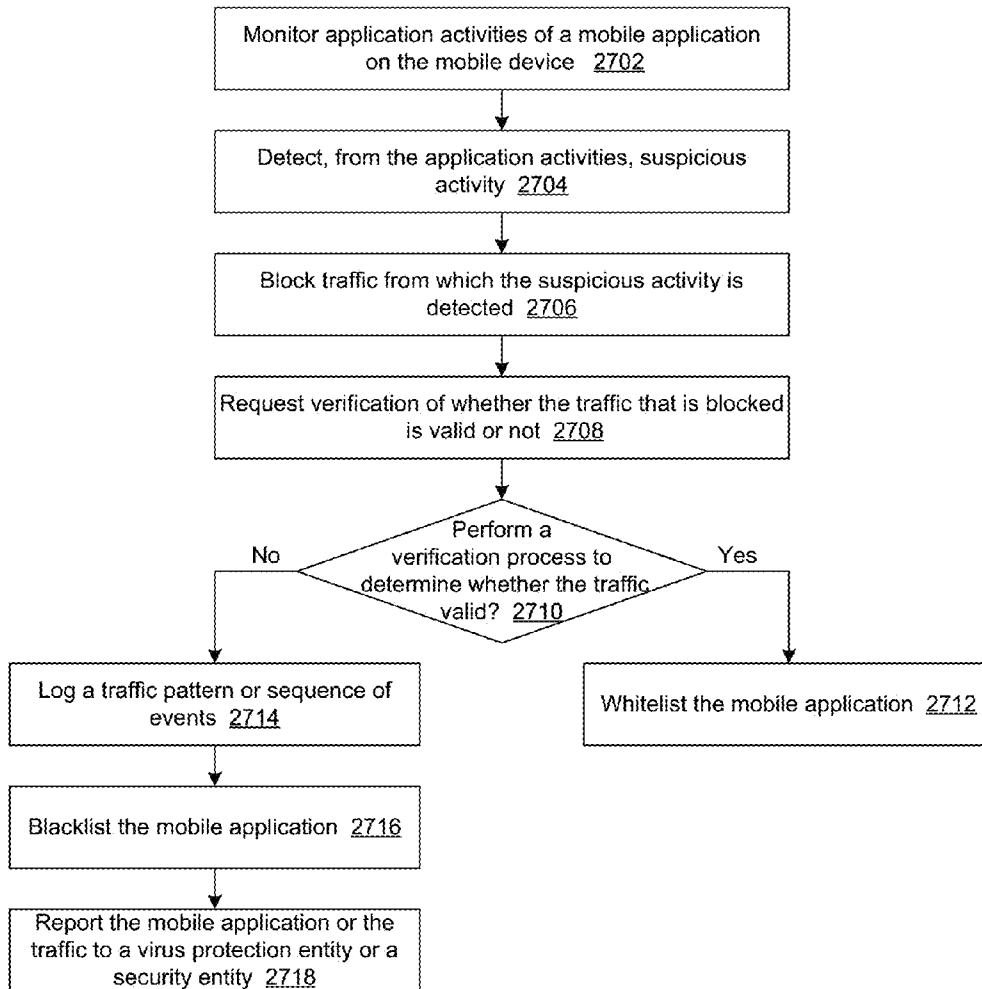 Monitor application activities of a mobile application
on the mobile device 2702
Detect, from the application activities, suspicious
activity 2704
Block traffic from which the suspicious activity is
detected 2706
Request verification of whether the traffic that is blocked
is valid or not 2708
Perform a
verification process to
determine whether the traffic
valid? 2710
No
Yes
Log a traffic pattern or sequence of
events 2714
Whitelist the mobile application 2712
Blacklist the mobile application 2716
Report the mobile application or the
traffic to a virus protection entity or a
security entity 2718